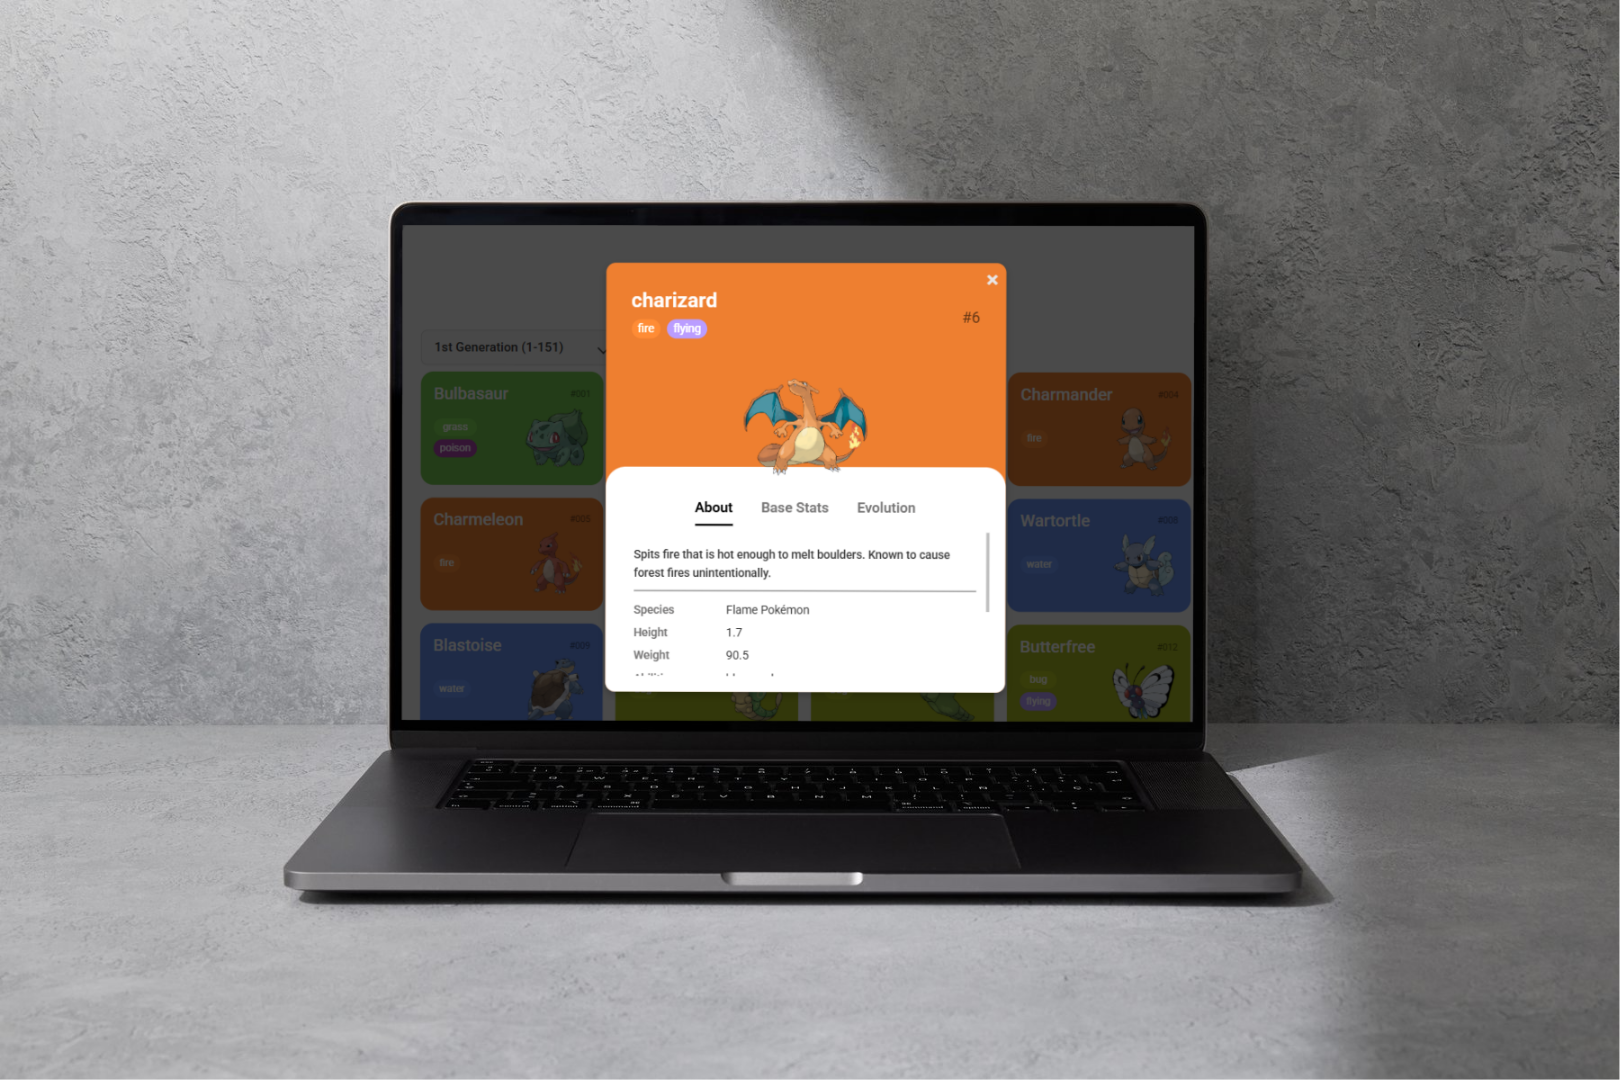 charizard
fire flying
#6
About Base Stats Evolution
Spits fire that is hot enough to melt boulders. Known to cause
forest fires unintentionally.
Species Flame Pokémon
Height 1.7
Weight 90.5
1st Generation (1-151)
Bulbasaur #001
grass
poison
Charmander #004
fire
Charmeleon #005
fire
Wartortle #008
water
Blastoise #009
water
Butterfree #012
bug
flying